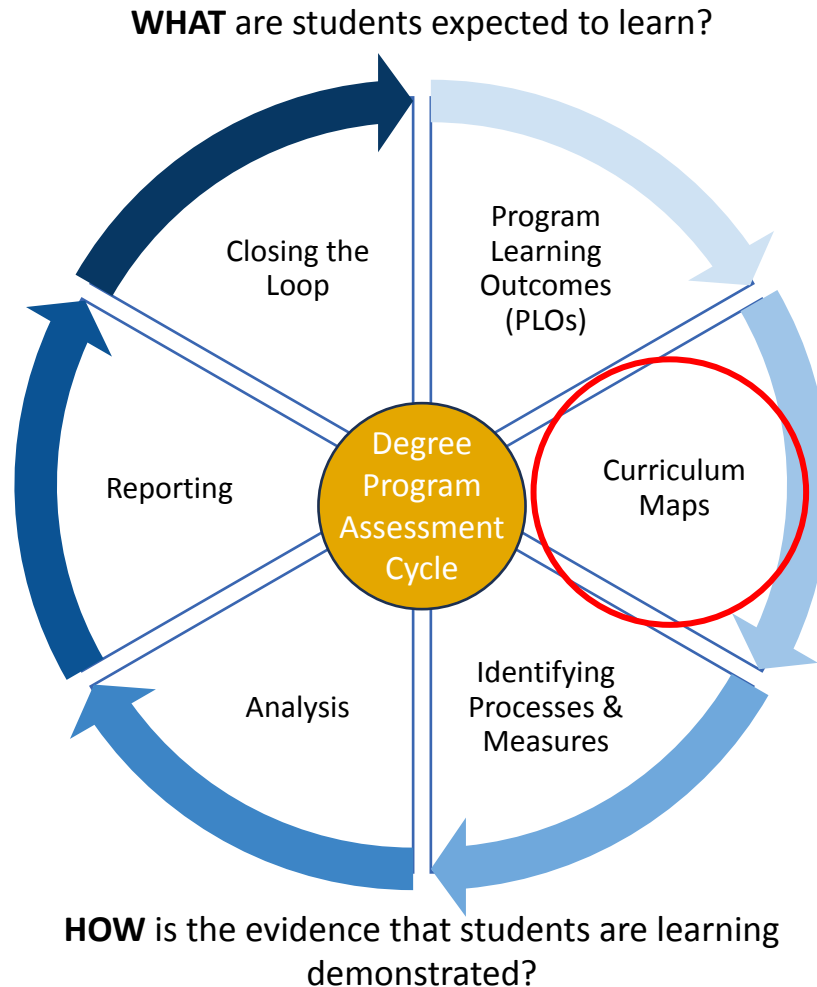 WHAT are students expected to learn?
Closing the
Loop
Program
Learning
Outcomes
(PLOs)
Reporting
Degree
Program
Assessment
Cycle
Curriculum
Maps
Analysis
Identifying
Processes &
Measures
HOW is the evidence that students are learning
demonstrated?